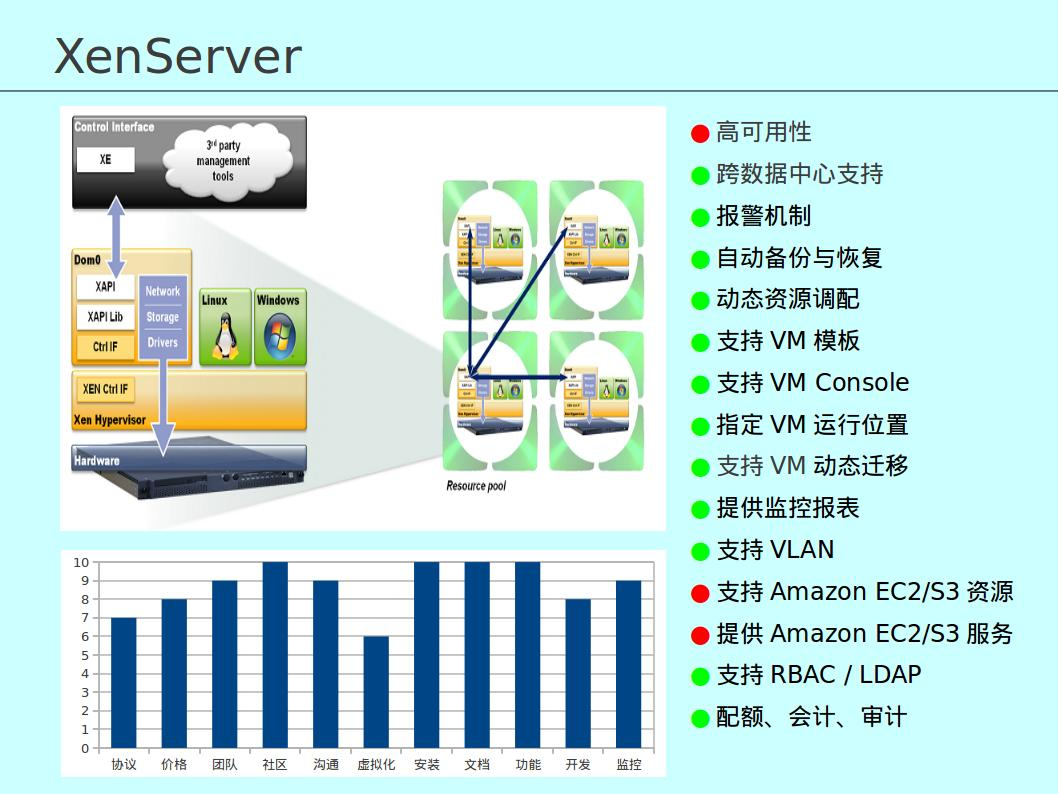 XenServer
Control Interface
XE
3rd party
management
tools
Dom0
XAPI
XAPI Lib
Ctrl IF
Network
Storage
Drivers
Linux
Windows
XEN Ctrl IF
Xen Hypervisor
Hardware
Resource pool
10
9
8
7
6
5
4
3
2
1
0
协议 价格 团队 社区 沟通 虚拟化 安装 文档 功能 开发 监控
高可用性
跨数据中心支持
报警机制
自动备份与恢复
动态资源调配
支持 VM 模板
支持 VM Console
指定 VM 运行位置
支持 VM 动态迁移
提供监控报表
支持 VLAN
支持 Amazon EC2/S3 资源
提供 Amazon EC2/S3 服务
支持 RBAC / LDAP
配额、会计、审计